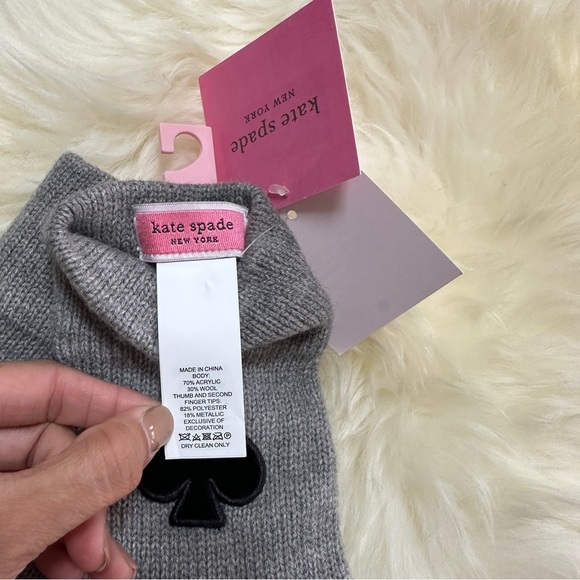 kate spade
NEW YORK
kate spade
NEW YORK
MADE IN CHINA
BODY:
70% ACRYLIC
30% WOOL
THUMB AND SECOND
FINGER TIPS:
82% POLYESTER
18% METALLIC
EXCLUSIVE OF
DECORATION
DRY CLEAN ONLY